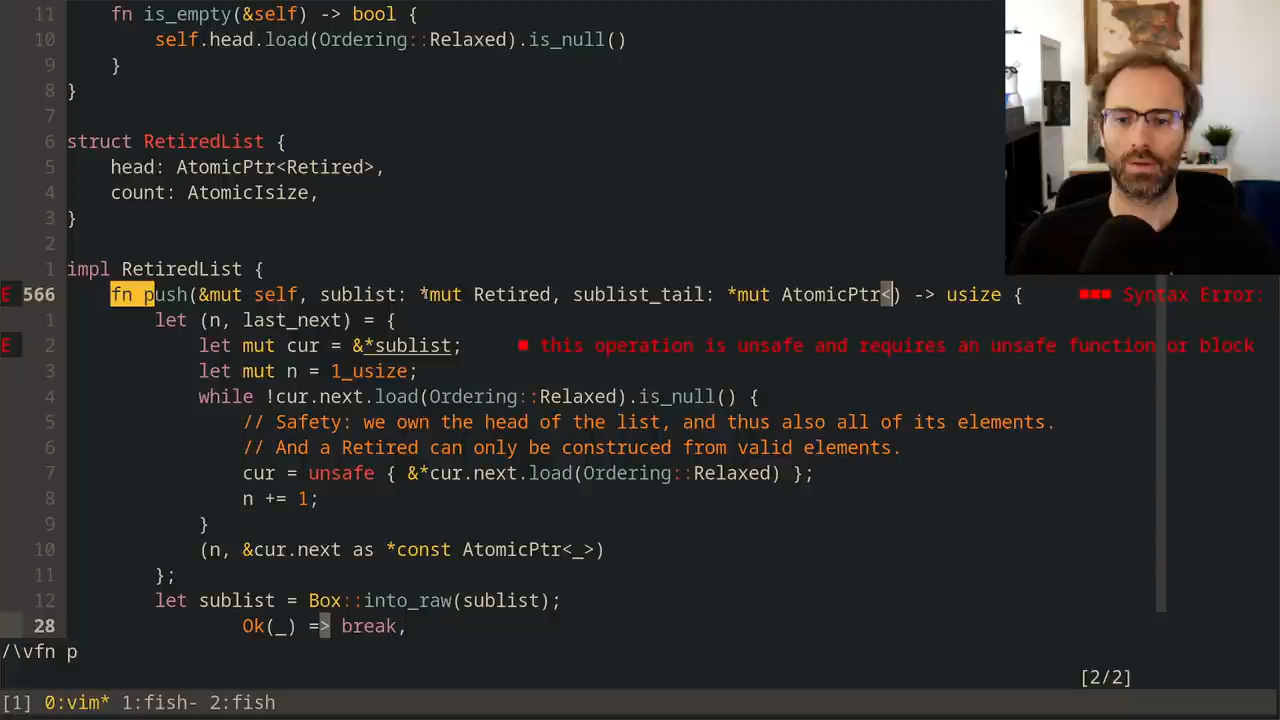 11 fn is_empty(&self) -> bool {
10 self.head.load(Ordering::Relaxed).is_null()
9 }
8 }
7
6 struct RetiredList {
5 head: AtomicPtr<Retired>,
4 count: AtomicIsize,
3 }
2
1 impl RetiredList {
E 566 fn push(&mut self, sublist: *mut Retired, sublist_tail: *mut AtomicPtr<) -> usize { ■■■ Syntax Error:
1 let (n, last_next) = {
E 2 let mut cur = &*sublist; ■ this operation is unsafe and requires an unsafe function or block
3 let mut n = 1_usize;
4 while !cur.next.load(Ordering::Relaxed).is_null() {
5 // Safety: we own the head of the list, and thus also all of its elements.
6 // And a Retired can only be construced from valid elements.
7 cur = unsafe { &*cur.next.load(Ordering::Relaxed) };
8 n += 1;
9 }
10 (n, &cur.next as *const AtomicPtr<_>)
11 };
12 let sublist = Box::into_raw(sublist);
28 Ok(_) => break,
/\vfn p
[2/2]
[1] 0:vim* 1:fish- 2:fish